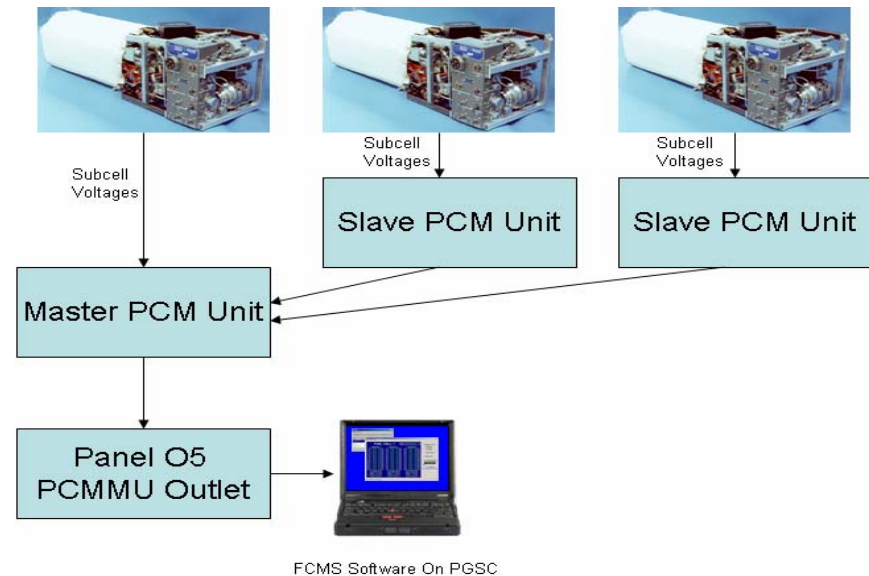 Subcell
Voltages
Subcell
Voltages
Subcell
Voltages
Slave PCM Unit
Slave PCM Unit
Master PCM Unit
Panel O5
PCMMU Outlet
FCMS Software On PGSC